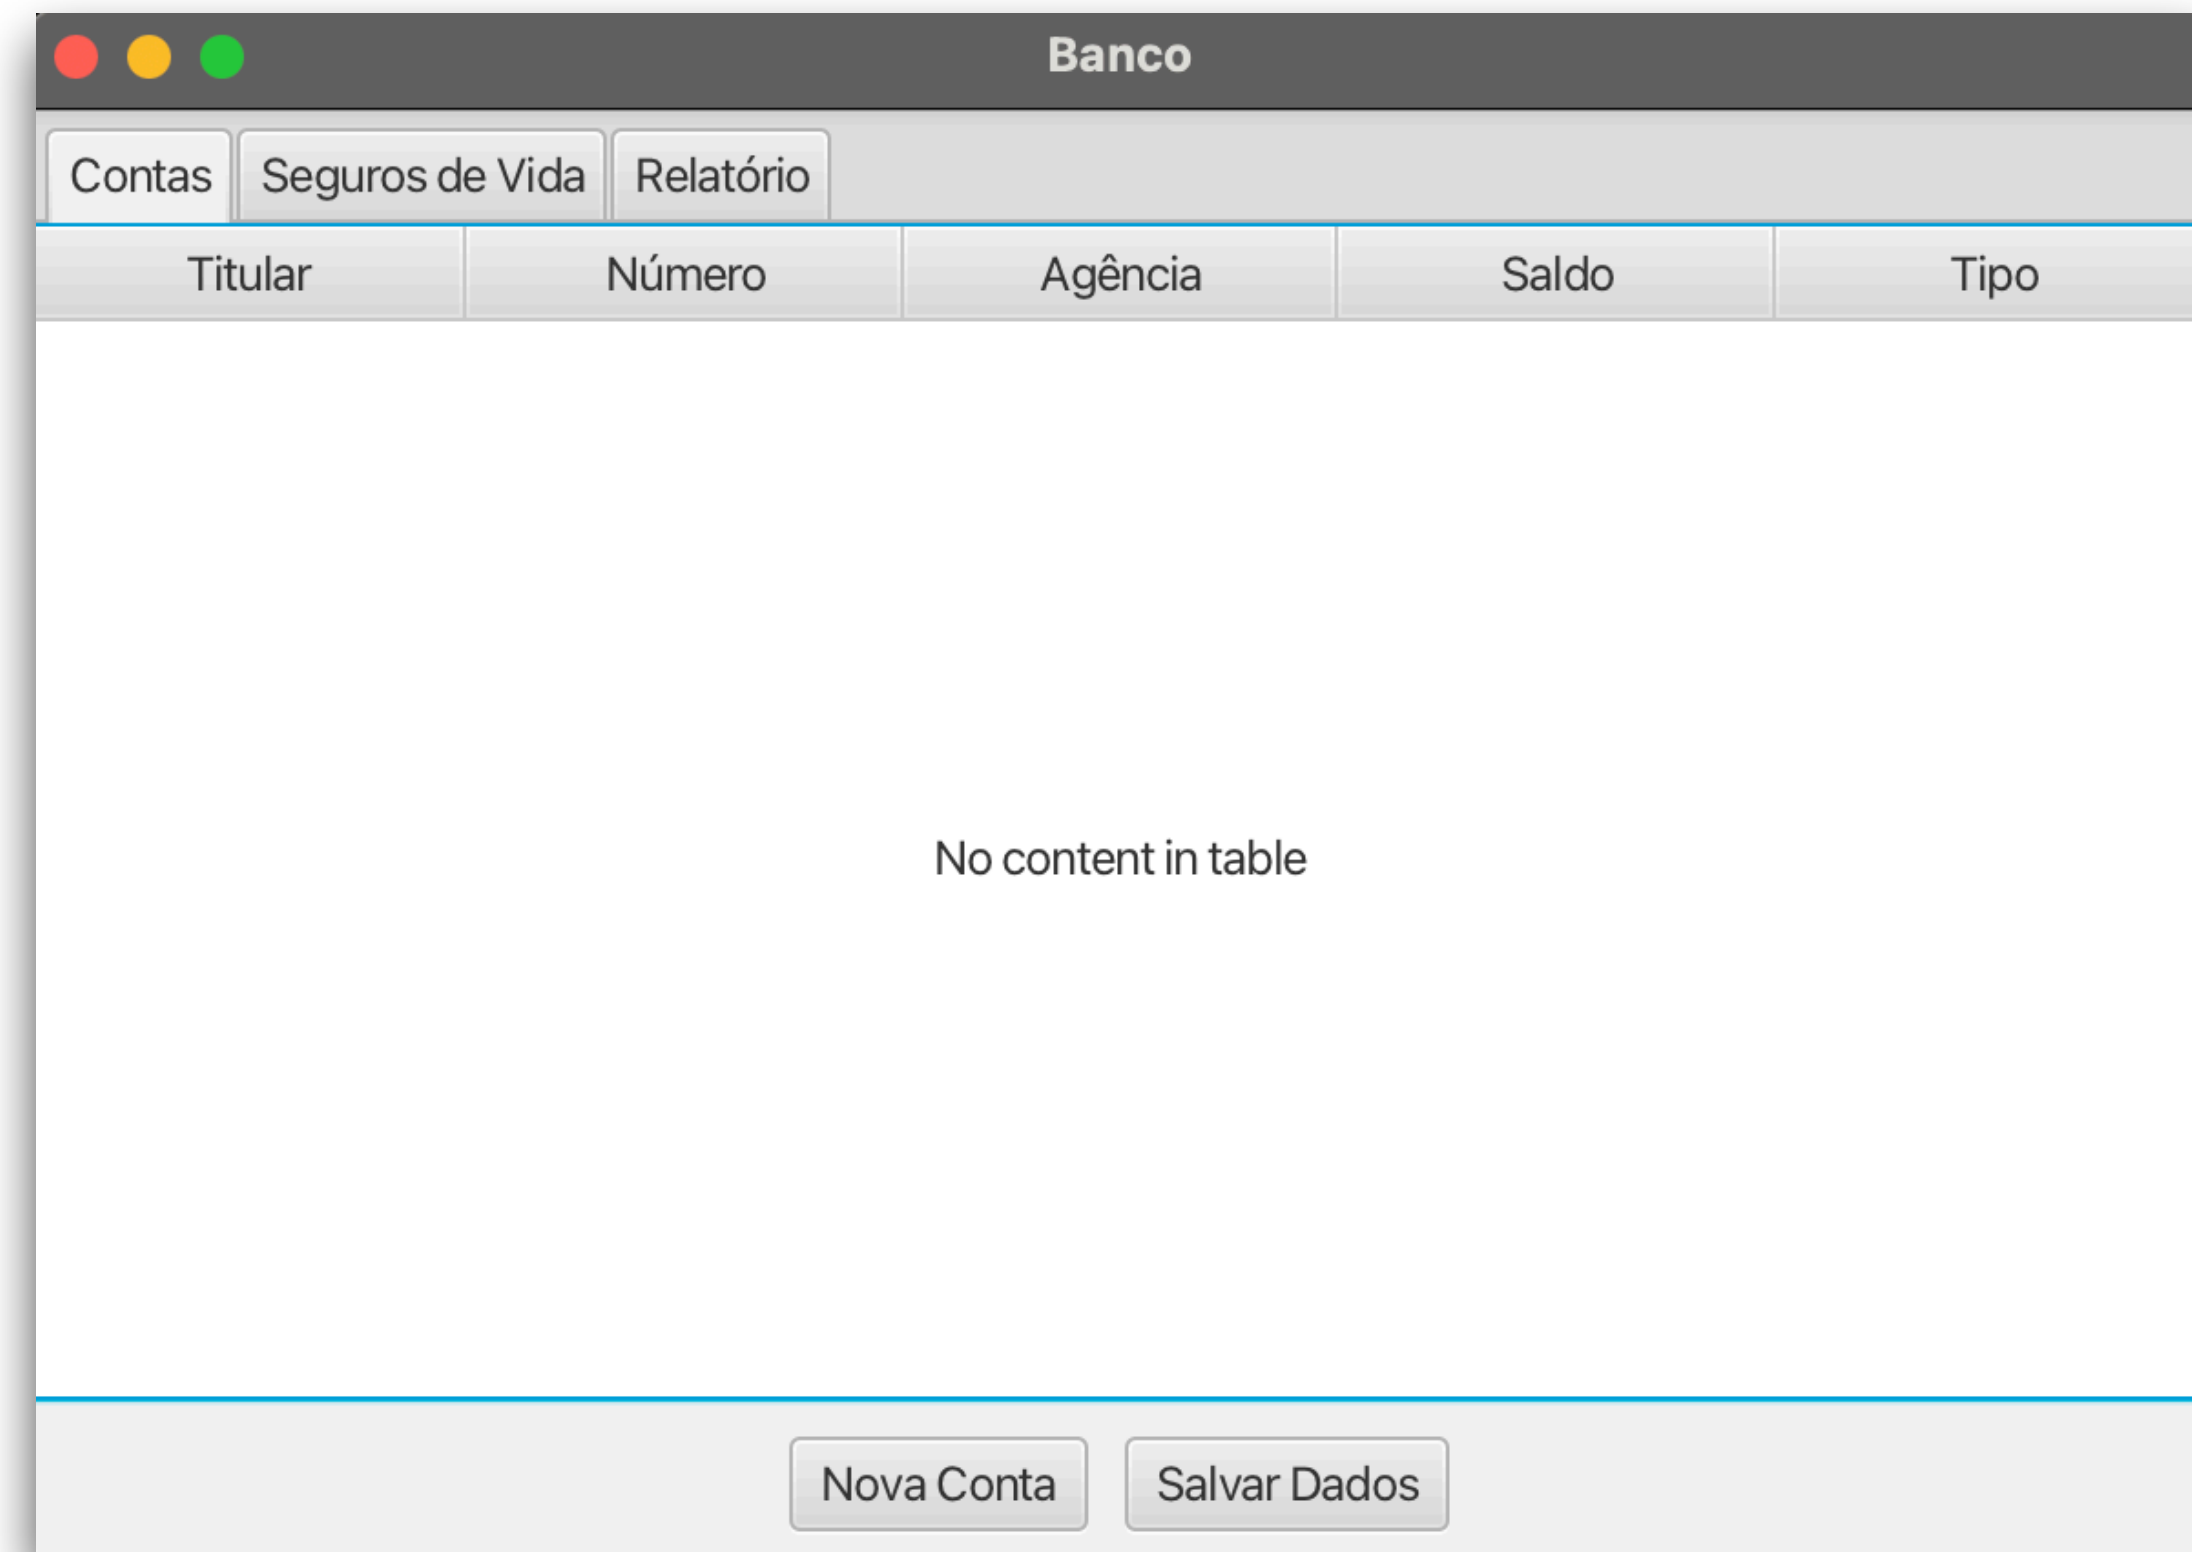 Banco
Contas Seguros de Vida Relatório
Titular Número Agência Saldo Tipo
No content in table
Nova Conta Salvar Dados